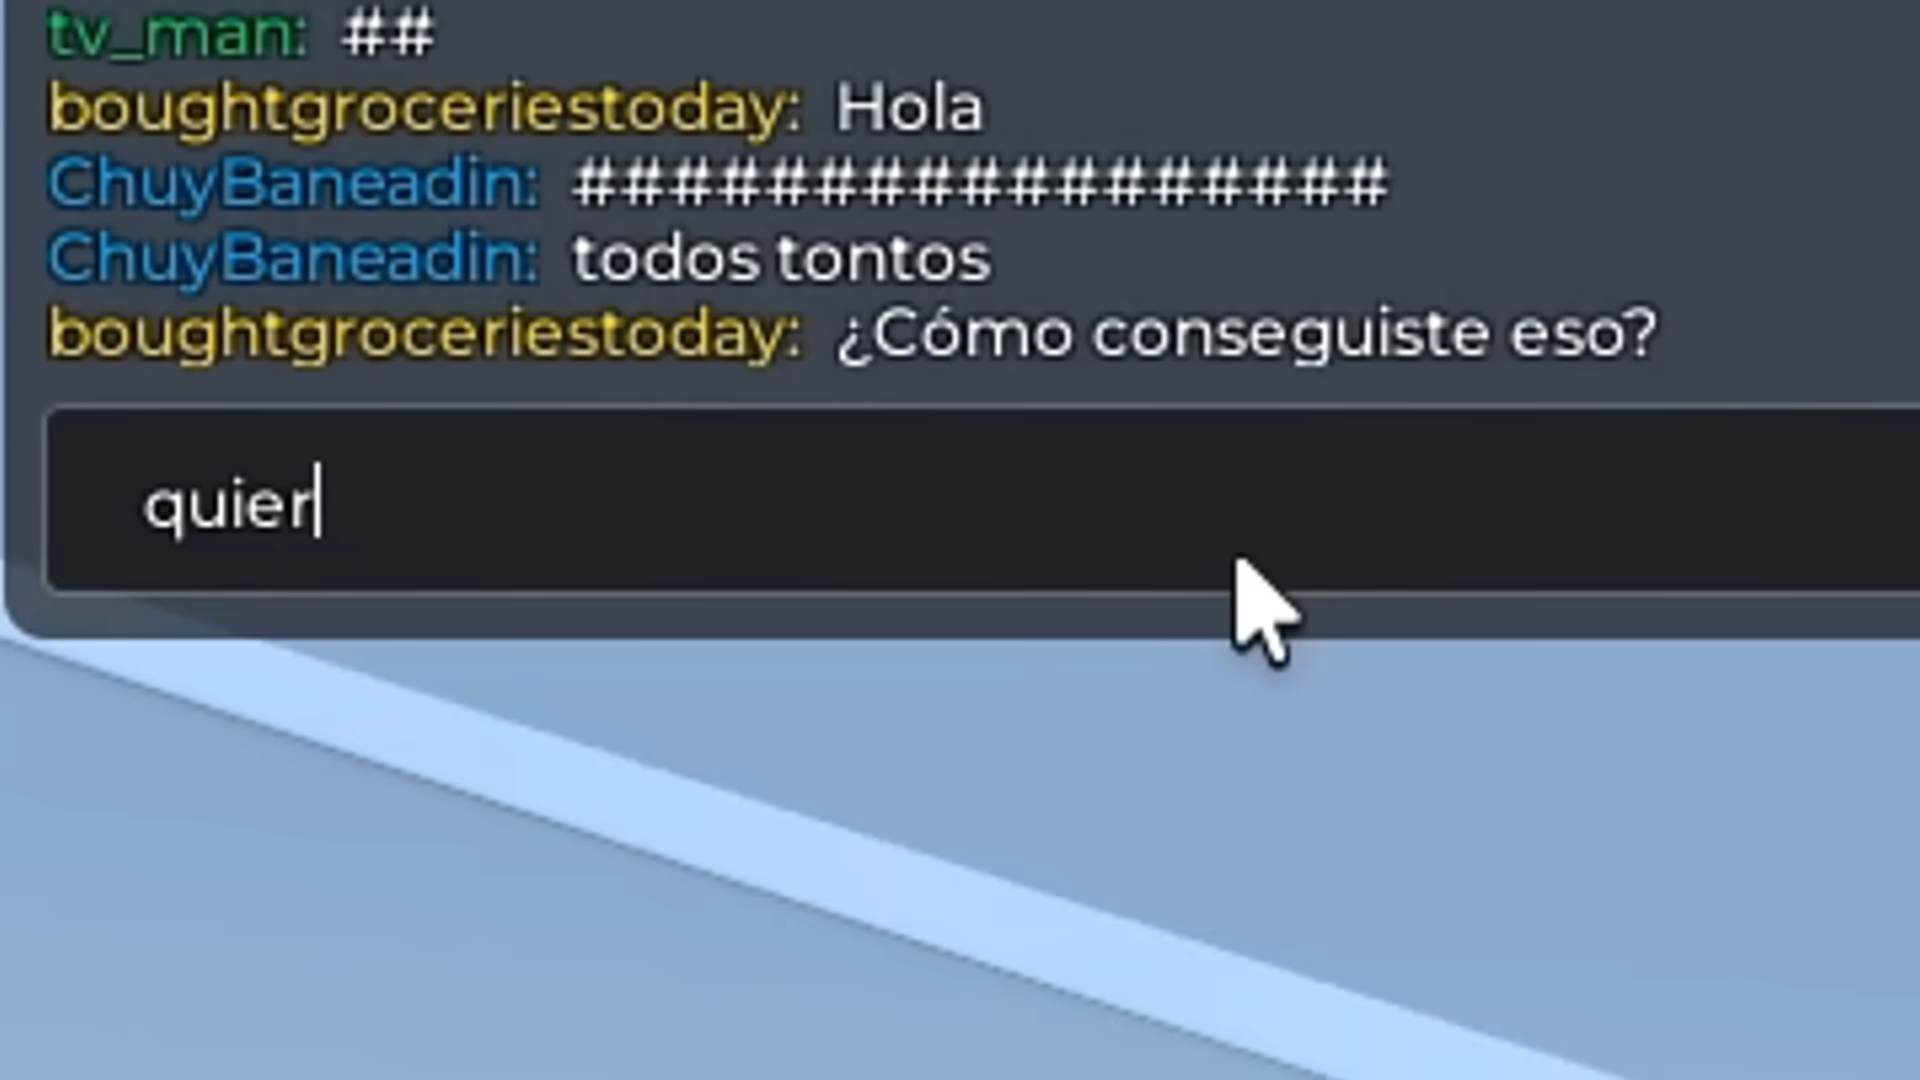 tv_man: ##
boughtgroceriestoday: Hola
ChuyBaneadin: #################
ChuyBaneadin: todos tontos
boughtgroceriestoday: ¿Cómo conseguiste eso?
quier